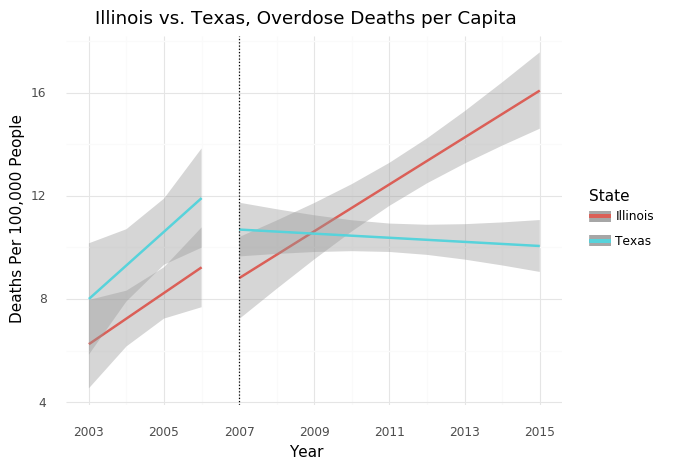 Illinois vs. Texas, Overdose Deaths per Capita
Deaths Per 100,000 People
16
12
8
4
2003 2005 2007 2009 2011 2013 2015
Year
State
Illinois
Texas